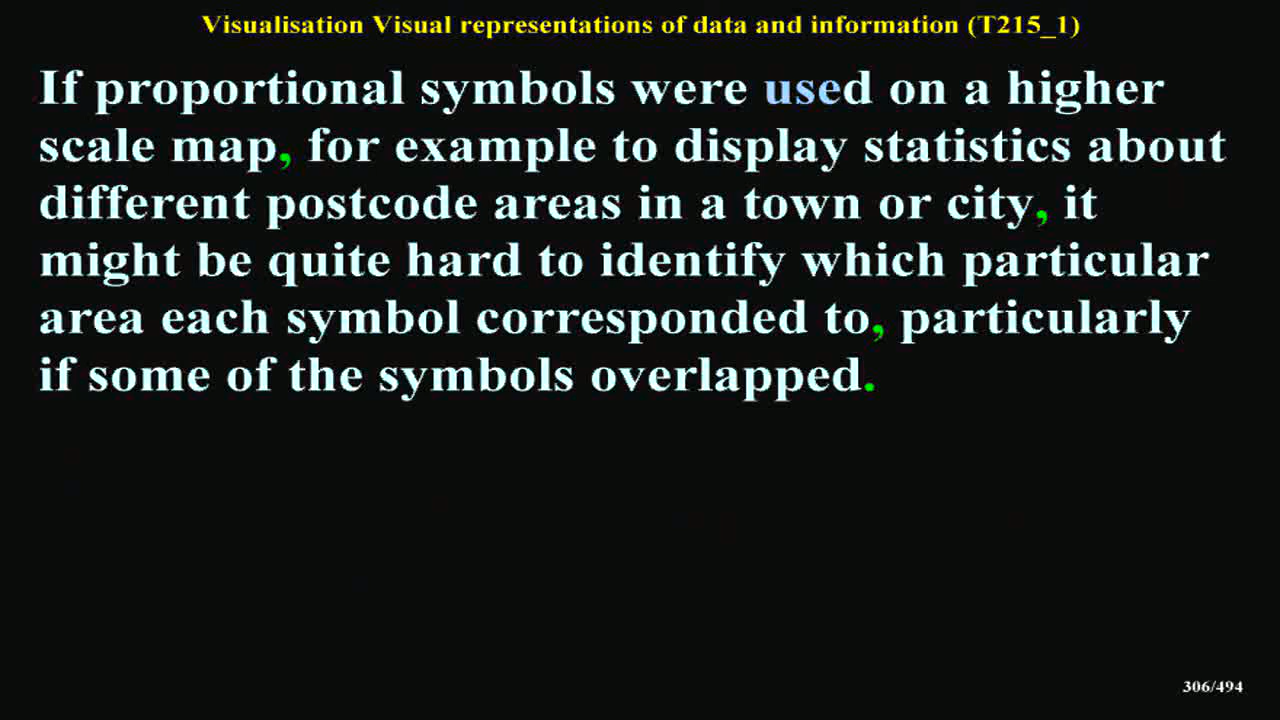 Visualisation Visual representations of data and information (T215_1)
If proportional symbols were used on a higher
scale map, for example to display statistics about
different postcode areas in a town or city, it
might be quite hard to identify which particular
area each symbol corresponded to, particularly
if some of the symbols overlapped.
306/494